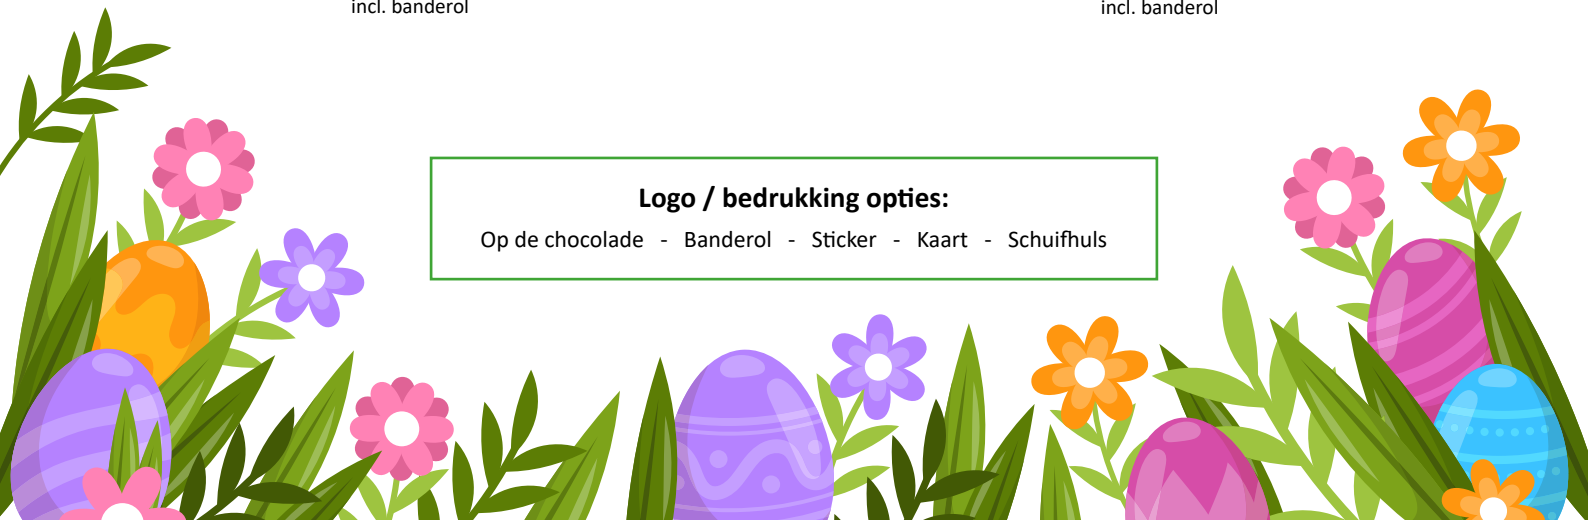 incl. banderol
incl. banderol
Logo / bedrukking opties:
Op de chocolade - Banderol - Sticker - Kaart - Schuifhuls